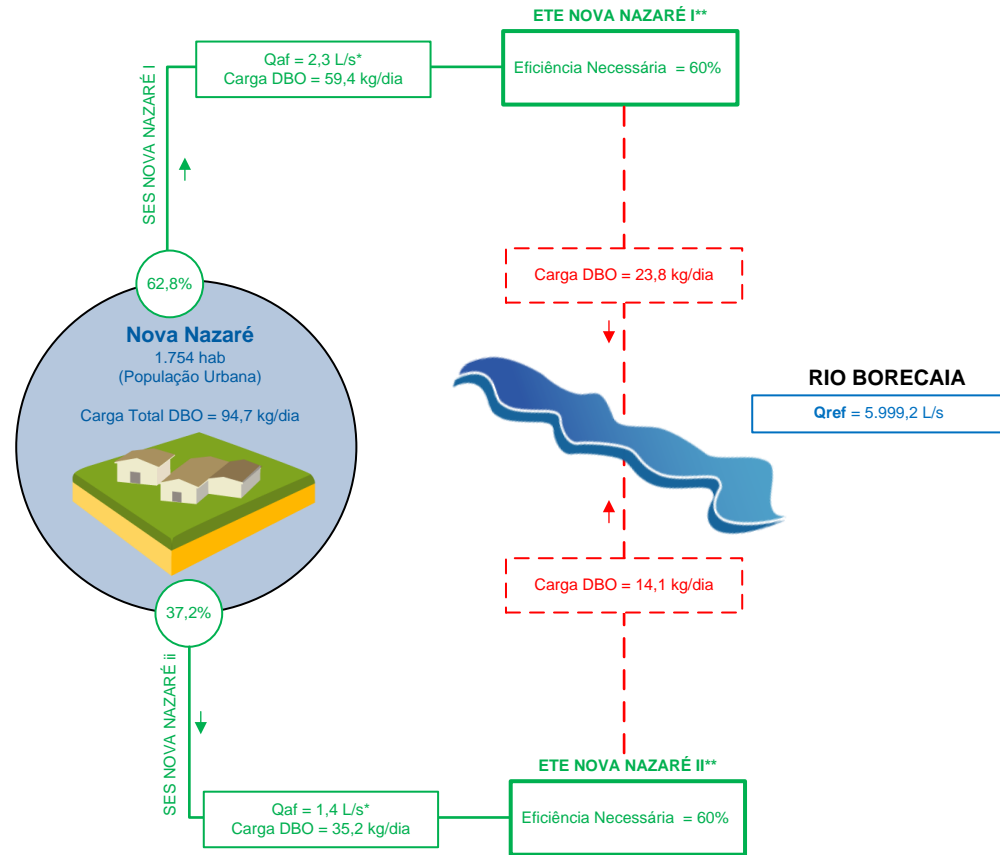 ETE NOVA NAZARÉ I**
Qaf = 2,3 L/s*
Carga DBO = 59,4 kg/dia
Eficiência Necessária = 60%
SES NOVA NAZARÉ I
62,8%
Nova Nazaré
1.754 hab
(População Urbana)
Carga Total DBO = 94,7 kg/dia
Carga DBO = 23,8 kg/dia
RIO BORECAIA
Qref = 5.999,2 L/s
Carga DBO = 14,1 kg/dia
37,2%
SES NOVA NAZARÉ ii
ETE NOVA NAZARÉ II**
Qaf = 1,4 L/s*
Carga DBO = 35,2 kg/dia
Eficiência Necessária = 60%